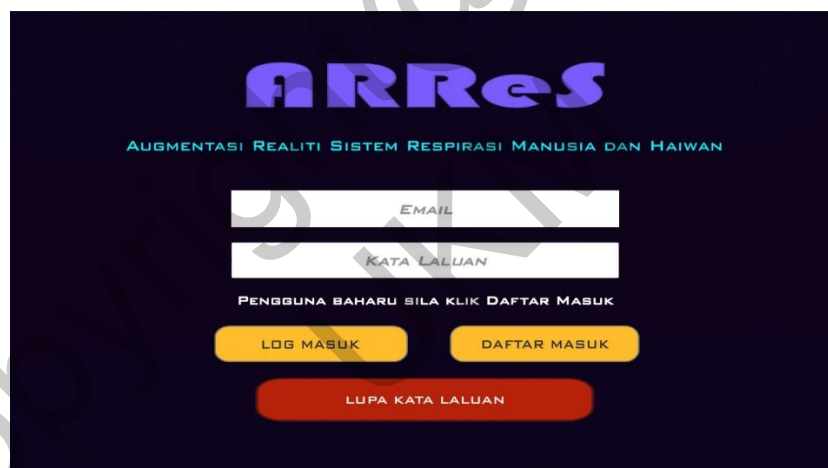 ARReS
Augmentasi Realiti Sistem Respirasi Manusia dan Haiwan
Email
Kata Laluan
Pengguna baharu sila klik Daftar Masuk
LOG MASUK
DAFTAR MASUK
LUPA KATA LALUAN